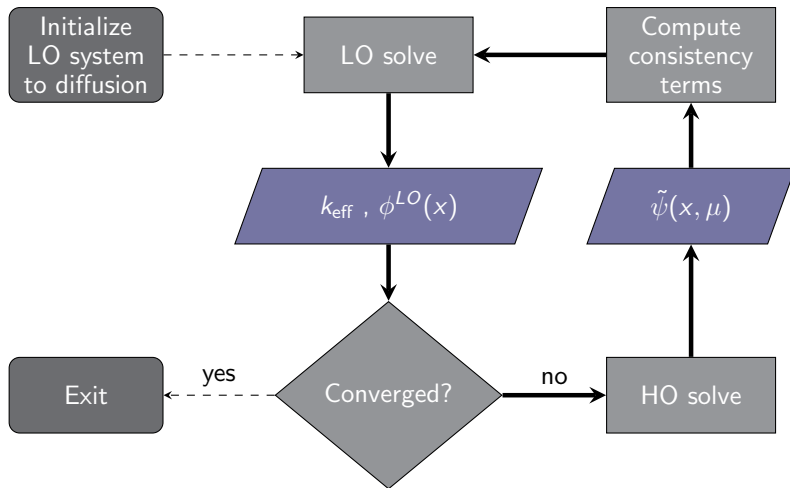 Initialize
LO system
to diffusion
LO solve
Compute
consistency
terms
k_eff , ϕ^LO(x)
ψ̃(x, μ)
Exit
yes
Converged?
no
HO solve